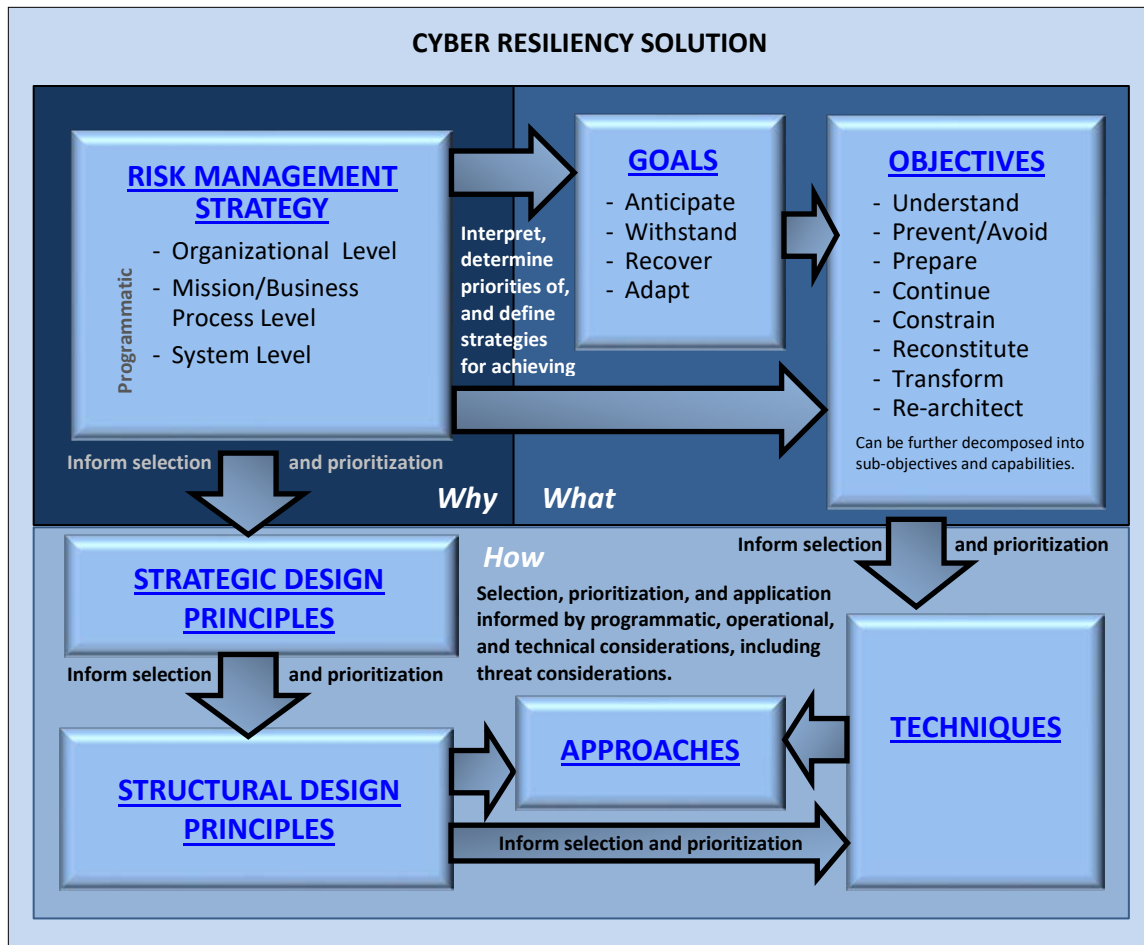 CYBER RESILIENCY SOLUTION
RISK MANAGEMENT
STRATEGY
- Organizational Level
- Mission/Business
Process Level
- System Level
Programmatic
Interpret,
determine
priorities of,
and define
strategies
for achieving
GOALS
- Anticipate
- Withstand
- Recover
- Adapt
OBJECTIVES
- Understand
- Prevent/Avoid
- Prepare
- Continue
- Constrain
- Reconstitute
- Transform
- Re-architect
Can be further decomposed into
sub-objectives and capabilities.
Inform selection and prioritization
Why What
How
Selection, prioritization, and application
informed by programmatic, operational,
and technical considerations, including
threat considerations.
Inform selection and prioritization
STRATEGIC DESIGN
PRINCIPLES
Inform selection and prioritization
STRUCTURAL DESIGN
PRINCIPLES
APPROACHES
TECHNIQUES
Inform selection and prioritization